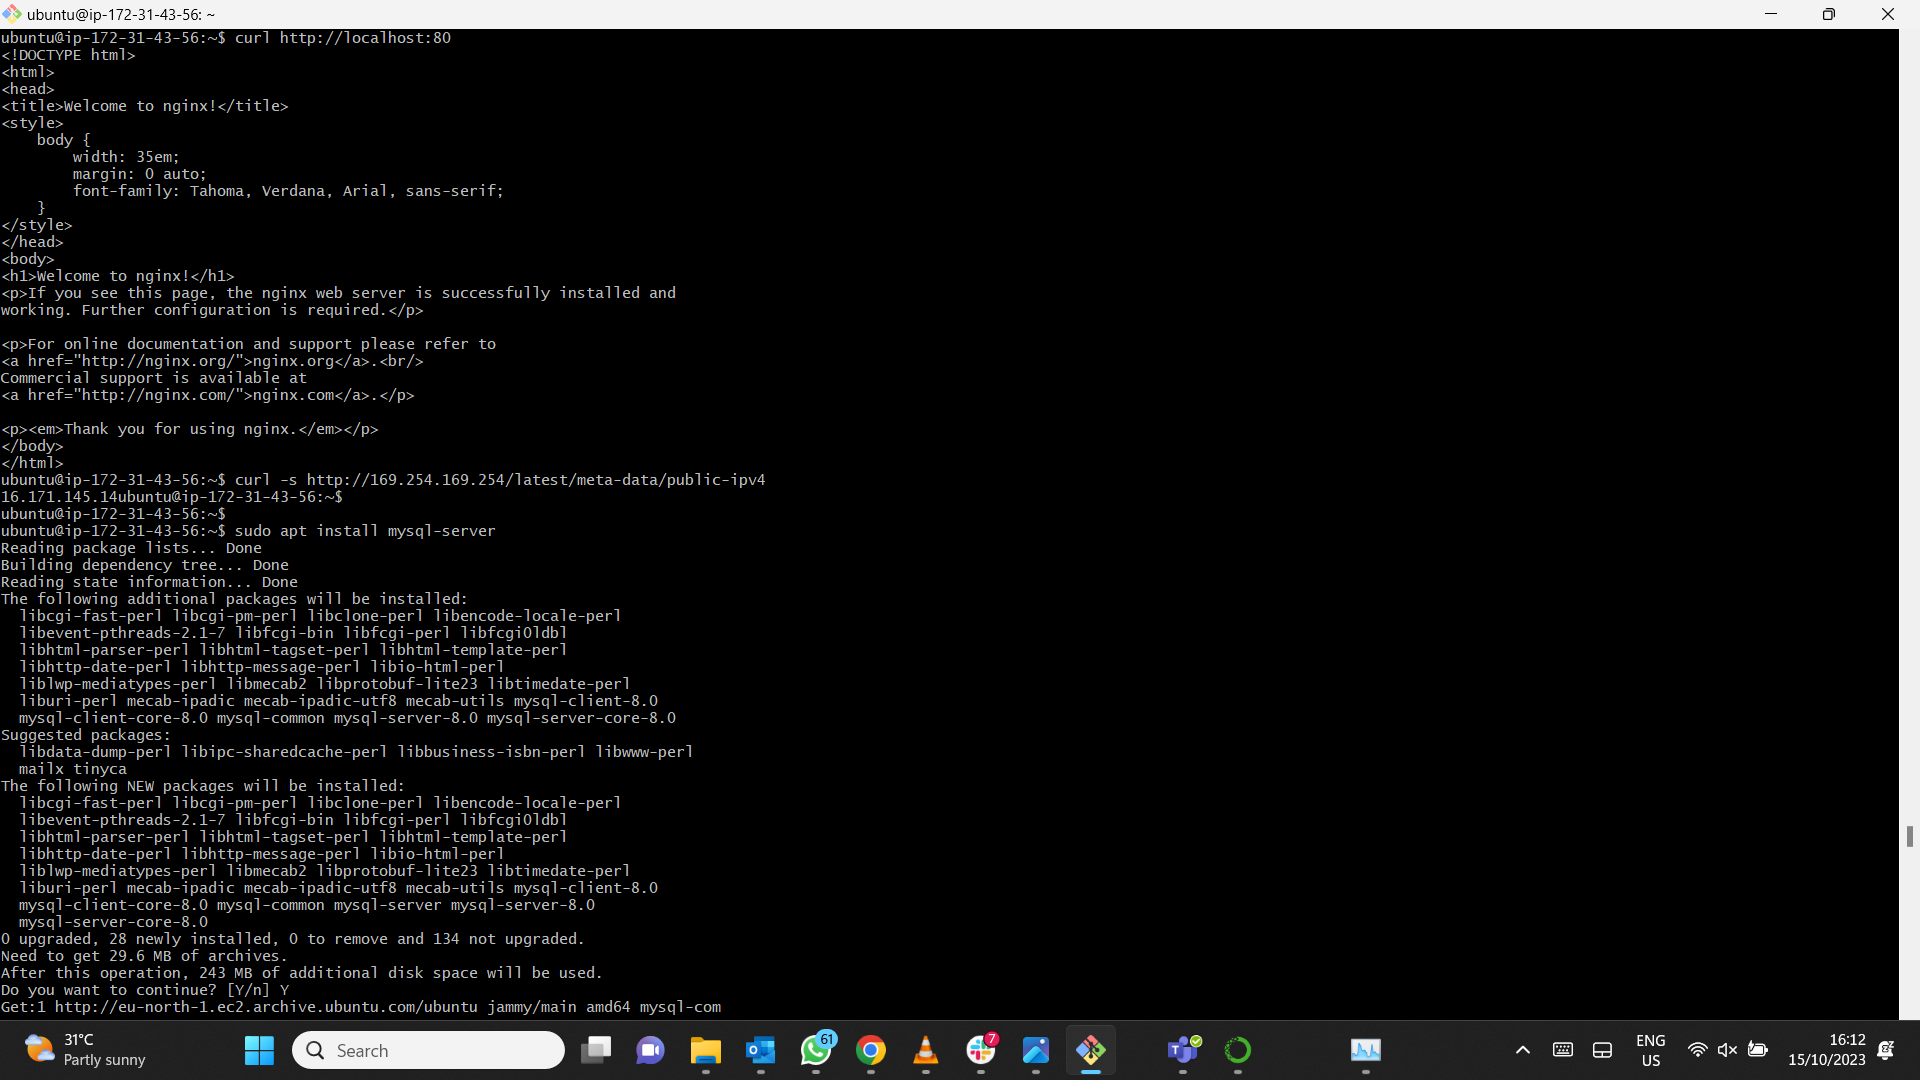 ubuntu@ip-172-31-43-56: ~
ubuntu@ip-172-31-43-56:~$ curl http://localhost:80
<!DOCTYPE html>
<html>
<head>
<title>Welcome to nginx!</title>
<style>
    body {
        width: 35em;
        margin: 0 auto;
        font-family: Tahoma, Verdana, Arial, sans-serif;
    }
</style>
</head>
<body>
<h1>Welcome to nginx!</h1>
<p>If you see this page, the nginx web server is successfully installed and
working. Further configuration is required.</p>

<p>For online documentation and support please refer to
<a href="http://nginx.org/">nginx.org</a>.<br/>
Commercial support is available at
<a href="http://nginx.com/">nginx.com</a>.</p>

<p><em>Thank you for using nginx.</em></p>
</body>
</html>
ubuntu@ip-172-31-43-56:~$ curl -s http://169.254.169.254/latest/meta-data/public-ipv4
16.171.145.14ubuntu@ip-172-31-43-56:~$
ubuntu@ip-172-31-43-56:~$
ubuntu@ip-172-31-43-56:~$ sudo apt install mysql-server
Reading package lists... Done
Building dependency tree... Done
Reading state information... Done
The following additional packages will be installed:
  libcgi-fast-perl libcgi-pm-perl libclone-perl libencode-locale-perl
  libevent-pthreads-2.1-7 libfcgi-bin libfcgi-perl libfcgi0ldbl
  libhtml-parser-perl libhtml-tagset-perl libhtml-template-perl
  libhttp-date-perl libhttp-message-perl libio-html-perl
  liblwp-mediatypes-perl libmecab2 libprotobuf-lite23 libtimedate-perl
  liburi-perl mecab-ipadic mecab-ipadic-utf8 mecab-utils mysql-client-8.0
  mysql-client-core-8.0 mysql-common mysql-server-8.0 mysql-server-core-8.0
Suggested packages:
  libdata-dump-perl libipc-sharedcache-perl libbusiness-isbn-perl libwww-perl
  mailx tinyca
The following NEW packages will be installed:
  libcgi-fast-perl libcgi-pm-perl libclone-perl libencode-locale-perl
  libevent-pthreads-2.1-7 libfcgi-bin libfcgi-perl libfcgi0ldbl
  libhtml-parser-perl libhtml-tagset-perl libhtml-template-perl
  libhttp-date-perl libhttp-message-perl libio-html-perl
  liblwp-mediatypes-perl libmecab2 libprotobuf-lite23 libtimedate-perl
  liburi-perl mecab-ipadic mecab-ipadic-utf8 mecab-utils mysql-client-8.0
  mysql-client-core-8.0 mysql-common mysql-server mysql-server-8.0
  mysql-server-core-8.0
0 upgraded, 28 newly installed, 0 to remove and 134 not upgraded.
Need to get 29.6 MB of archives.
After this operation, 243 MB of additional disk space will be used.
Do you want to continue? [Y/n] Y
Get:1 http://eu-north-1.ec2.archive.ubuntu.com/ubuntu jammy/main amd64 mysql-com
31°C
Partly sunny
Search
61
7
ENG
US
16:12
15/10/2023